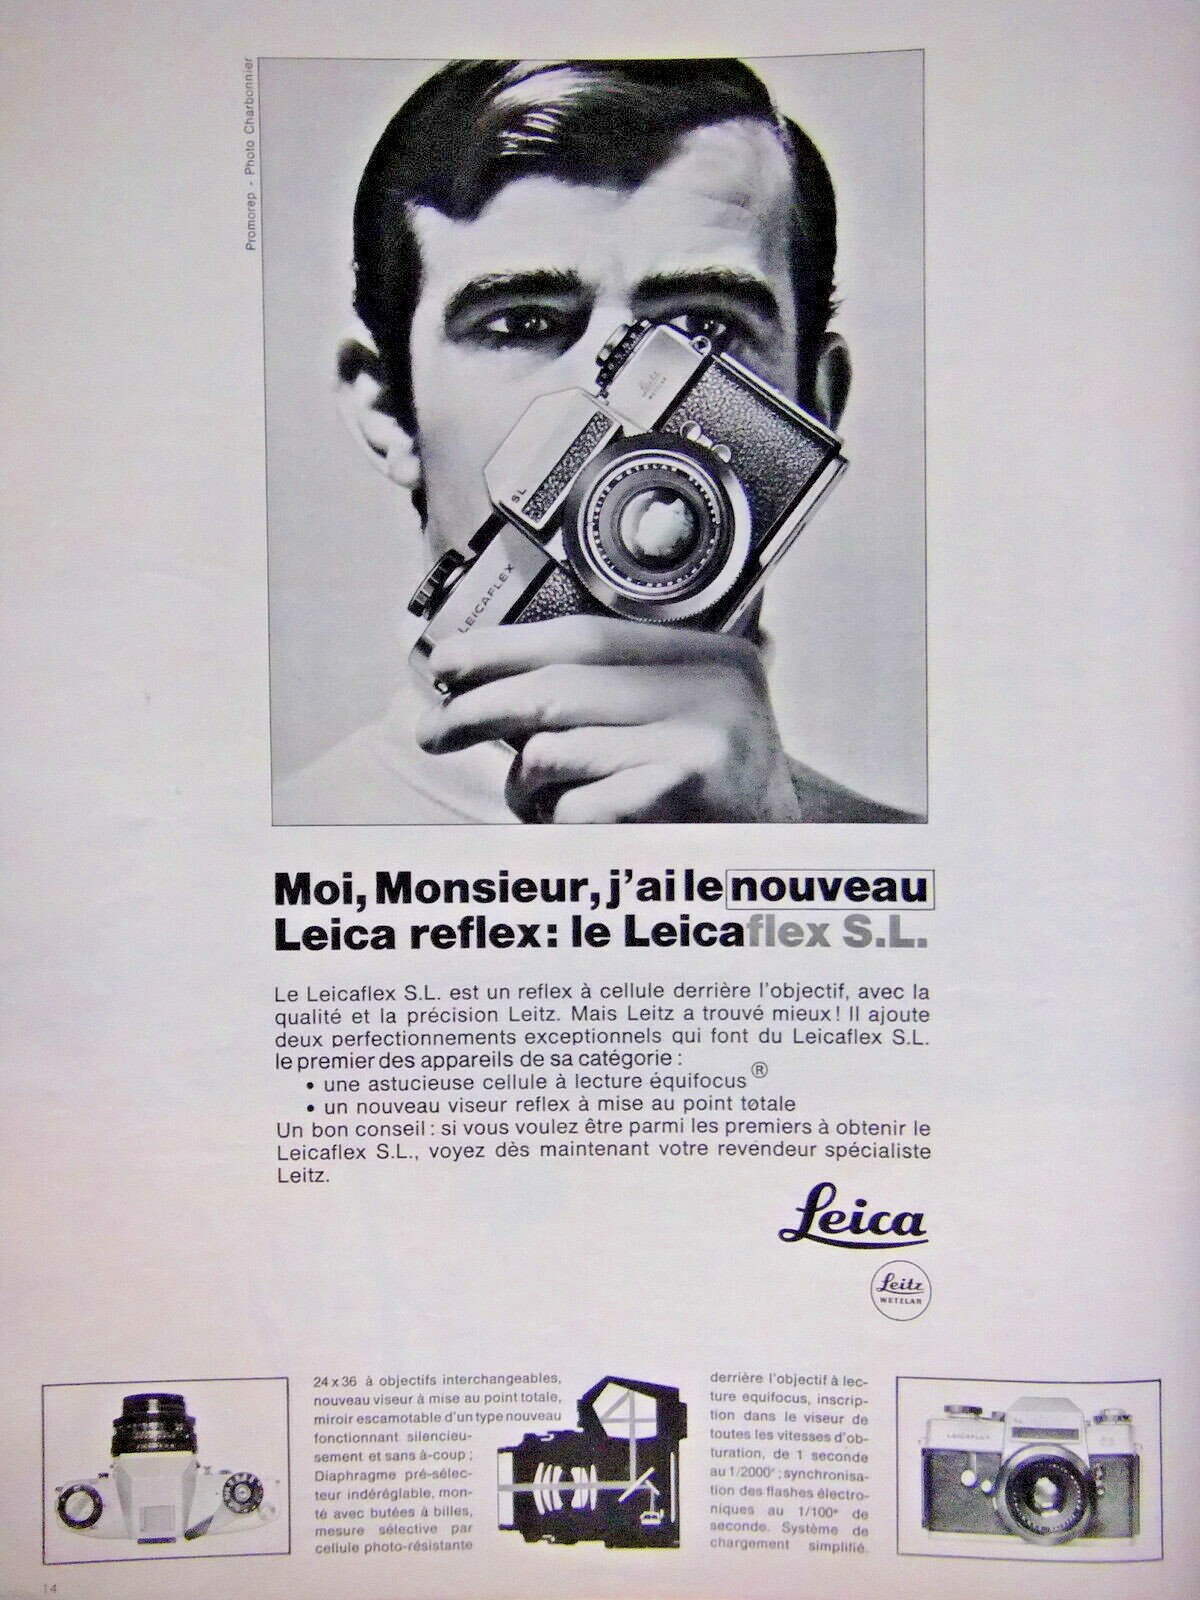 Promorep - Photo Charbonnier
Leitz
WETZLAR
SL
LEICAFLEX
Moi, Monsieur, j'ai le nouveau
Leica reflex: le Leicaflex S.L.
Le Leicaflex S.L. est un reflex à cellule derrière l'objectif, avec la
qualité et la précision Leitz. Mais Leitz a trouvé mieux! Il ajoute
deux perfectionnements exceptionnels qui font du Leicaflex S.L.
le premier des appareils de sa catégorie :
• une astucieuse cellule à lecture équifocus ®
• un nouveau viseur reflex à mise au point totale
Un bon conseil : si vous voulez être parmi les premiers à obtenir le
Leicaflex S.L., voyez dès maintenant votre revendeur spécialiste
Leitz.
Leica
Leitz
WETZLAR
24 x 36 à objectifs interchangeables,
nouveau viseur à mise au point totale,
miroir escamotable d'un type nouveau
fonctionnant silencieu-
sement et sans à-coup ;
Diaphragme pré-sélec-
teur indéréglable, mon-
té avec butées à billes,
mesure sélective par
cellule photo-résistante
derrière l'objectif à lec-
ture equifocus, inscrip-
tion dans le viseur de
toutes les vitesses d'ob-
turation, de 1 seconde
au 1/2000e ; synchronisa-
tion des flashes électro-
niques au 1/100e de
seconde. Système de
chargement simplifié.
SL
LEICAFLEX
14